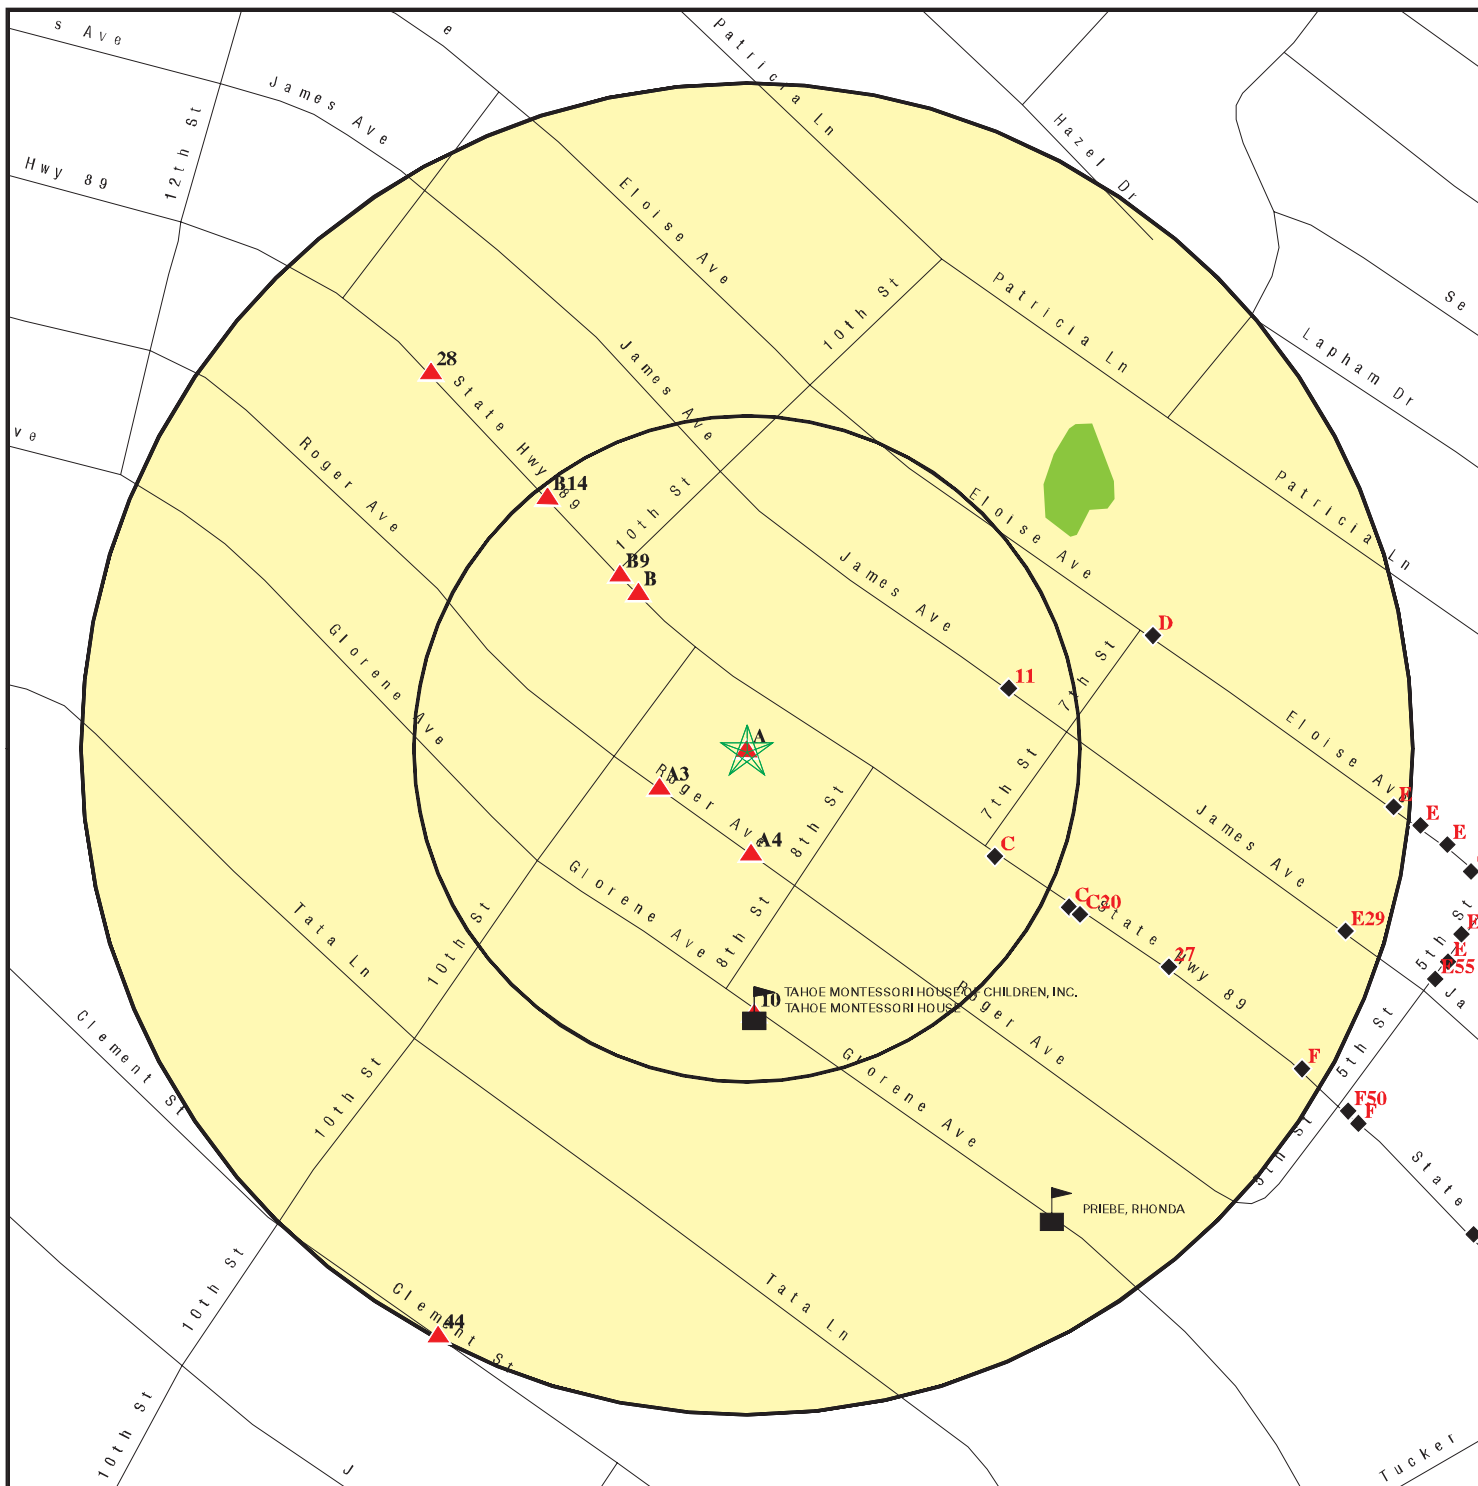 s Ave
e
Patricia Ln
James Ave
12th St
Hazel Dr
Hwy 89
Eloise Ave
10th St
Patricia Ln
Se
Lapham Dr
28
State Hwy 89
James Ave
ve
Roger Ave
B14
10th St
Eloise Ave
Patricia Ln
B9
B
James Ave
D
Glorene Ave
7th St
11
Eloise Ave
A
A3
Roger Ave
7th St
8th St
A4
C
E
E
E
James Ave
Glorene Ave
8th St
C
C20
State Hwy 89
E29
5th St
E
E
E55
Ja
Tata Ln
10th St
27
Roger Ave
10
TAHOE MONTESSORI HOUSE OF CHILDREN, INC.
TAHOE MONTESSORI HOUSE
Clement St
10th St
Glorene Ave
5th St
F
F50
F
5th St
State
PRIEBE, RHONDA
10th St
Clement St
44
Tata Ln
10th St
J
Tucker